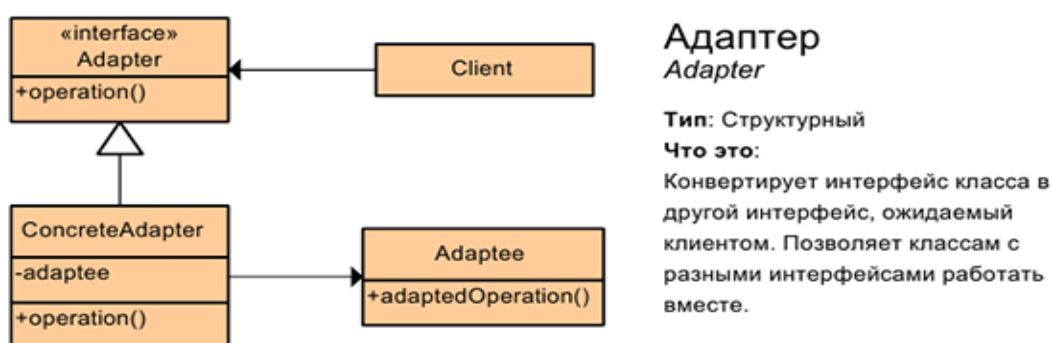 «interface»
Adapter
+operation()
Client
ConcreteAdapter
-adaptee
+operation()
Adaptee
+adaptedOperation()
Адаптер
Adapter
Тип: Структурный
Что это:
Конвертирует интерфейс класса в
другой интерфейс, ожидаемый
клиентом. Позволяет классам с
разными интерфейсами работать
вместе.